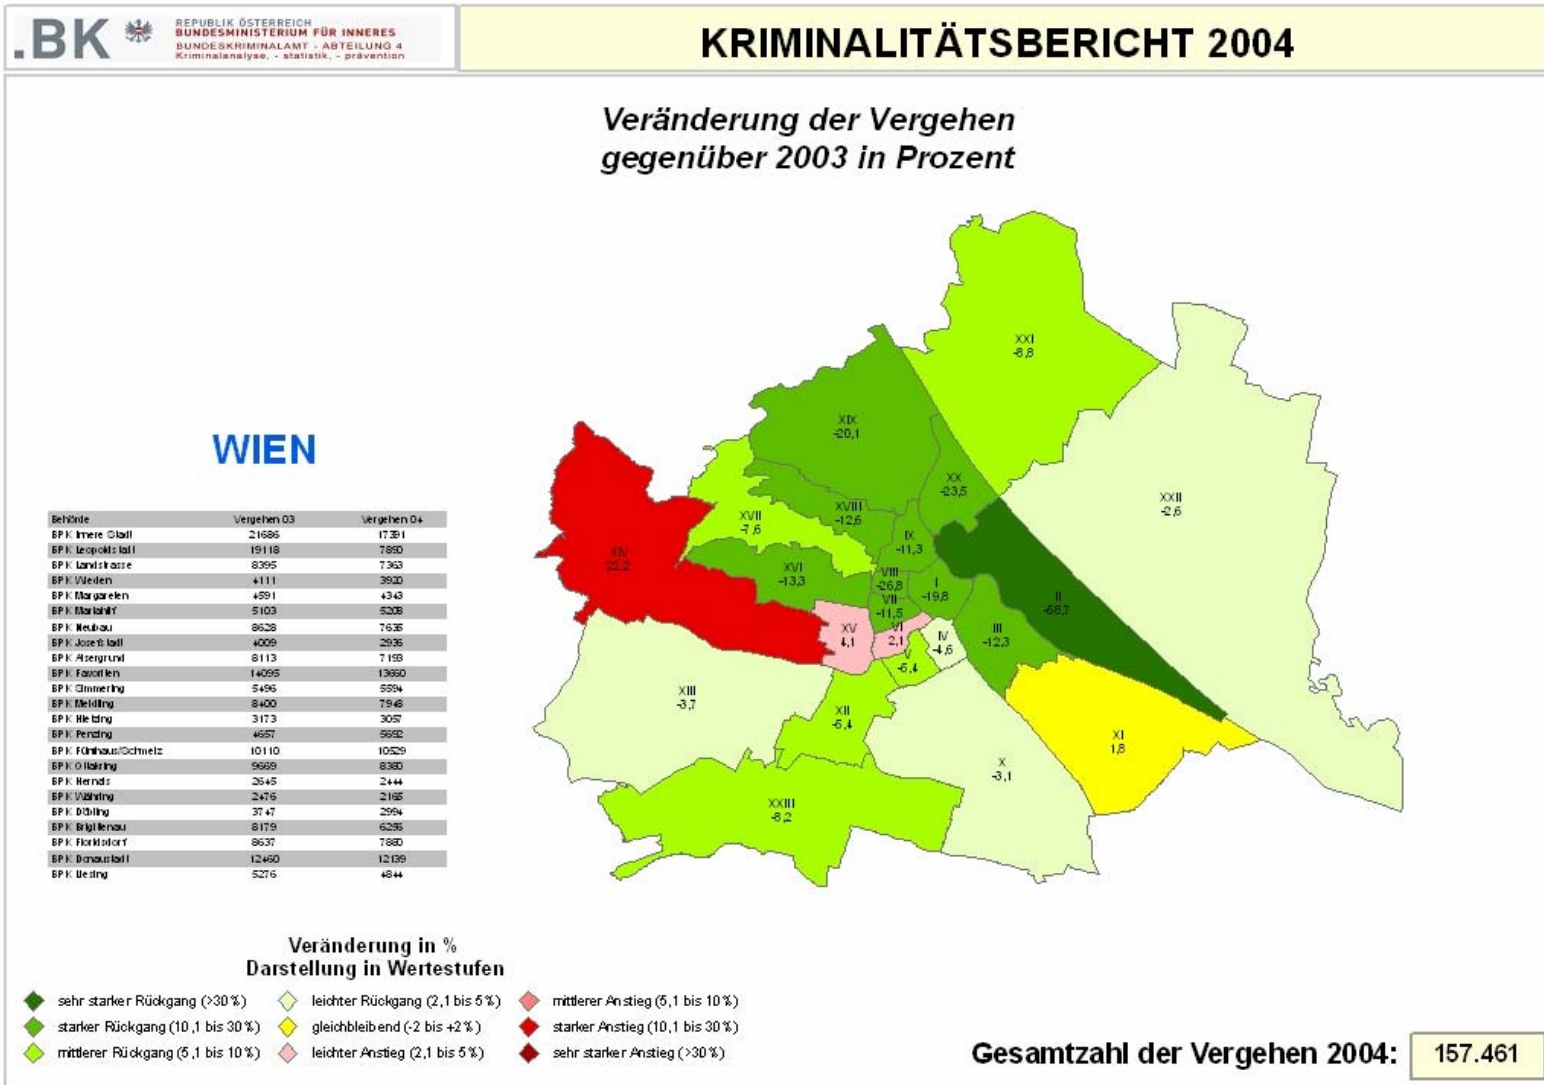 .BK REPUBLIK ÖSTERREICH
BUNDESMINISTERIUM FÜR INNERES
BUNDESKRIMINALAMT - ABTEILUNG 4
Kriminalanalyse, - statistik, - prävention
KRIMINALITÄTSBERICHT 2004
Veränderung der Vergehen
gegenüber 2003 in Prozent
WIEN
Behörde Vergehen 03 Vergehen 04
BPK Innere Stadt 21686 17391
BPK Leopoldstadt 19118 7890
BPK Landstrasse 8395 7363
BPK Wieden 4111 3920
BPK Margareten 4591 4343
BPK Mariahilf 5103 5208
BPK Neubau 8628 7635
BPK Josefstadt 4009 2936
BPK Alsergrund 8113 7193
BPK Favoriten 14095 13660
BPK Simmering 5496 5594
BPK Meidling 8400 7948
BPK Hietzing 3173 3057
BPK Penzing 4657 5692
BPK Fünfhaus/Schmelz 10110 10529
BPK Ottakring 9669 8380
BPK Hernals 2645 2444
BPK Währing 2476 2165
BPK Döbling 3747 2994
BPK Brigittenau 8179 6256
BPK Floridsdorf 8637 7880
BPK Donaustadt 12460 12139
BPK Liesing 5276 4844
XXI
-8,8
XIX
-20,1
XX
-23,5
XXII
-2,6
XVIII
-12,6
XVII
-7,6
IX
-11,3
XIV
22,2
XVI
-13,3
VIII
-26,8
I
-19,8
VII
-11,5
II
-58,7
III
-12,3
XV
4,1
VI
2,1
IV
-4,6
V
-5,4
XIII
-3,7
XII
-5,4
XI
1,8
X
-3,1
XXIII
-8,2
Veränderung in %
Darstellung in Wertestufen
sehr starker Rückgang (>30%) leichter Rückgang (2,1 bis 5%) mittlerer Anstieg (5,1 bis 10%)
starker Rückgang (10,1 bis 30%) gleichbleibend (-2 bis +2%) starker Anstieg (10,1 bis 30%)
mittlerer Rückgang (5,1 bis 10%) leichter Anstieg (2,1 bis 5%) sehr starker Anstieg (>30%)
Gesamtzahl der Vergehen 2004: 157.461